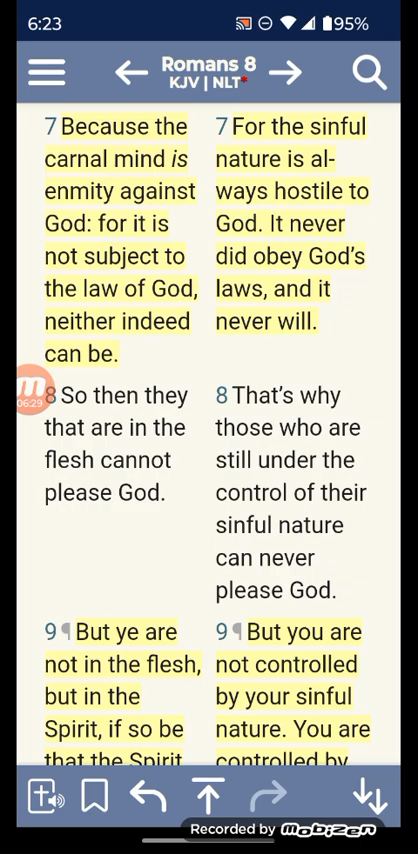 6:23
95%
Romans 8
KJV | NLT*
7 Because the
carnal mind is
enmity against
God: for it is
not subject to
the law of God,
neither indeed
can be.
7 For the sinful
nature is al-
ways hostile to
God. It never
did obey God’s
laws, and it
never will.
06:29
8 So then they
that are in the
flesh cannot
please God.
8 That’s why
those who are
still under the
control of their
sinful nature
can never
please God.
9 ¶ But ye are
not in the flesh,
but in the
Spirit, if so be
that the Spirit
9 ¶ But you are
not controlled
by your sinful
nature. You are
controlled by
Recorded by mobizen